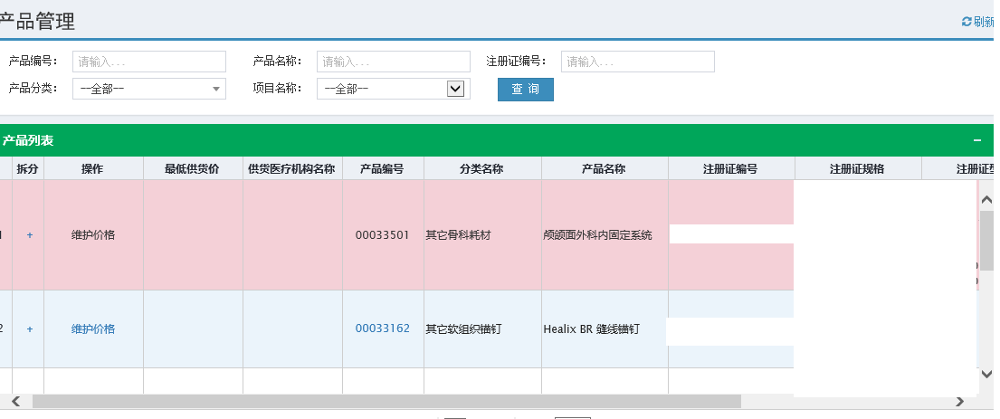 产品管理
刷新
产品编号： 请输入... 产品名称： 请输入... 注册证编号： 请输入...
产品分类： --全部-- 项目名称： --全部-- 查 询
产品列表
拆分 操作 最低供货价 供货医疗机构名称 产品编号 分类名称 产品名称 注册证编号 注册证规格 注册证型
+ 维护价格 00033501 其它骨科耗材 颅颌面外科内固定系统
2 + 维护价格 00033162 其它软组织锚钉 Healix BR 缝线锚钉